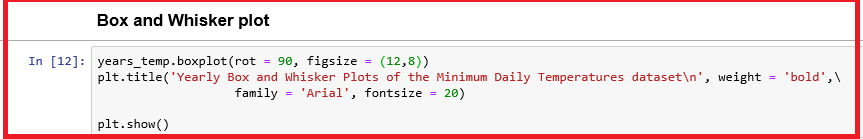 Box and Whisker plot
In [12]: years_temp.boxplot(rot = 90, figsize = (12,8))
plt.title('Yearly Box and Whisker Plots of the Minimum Daily Temperatures dataset\n', weight = 'bold',\
family = 'Arial', fontsize = 20)
plt.show()